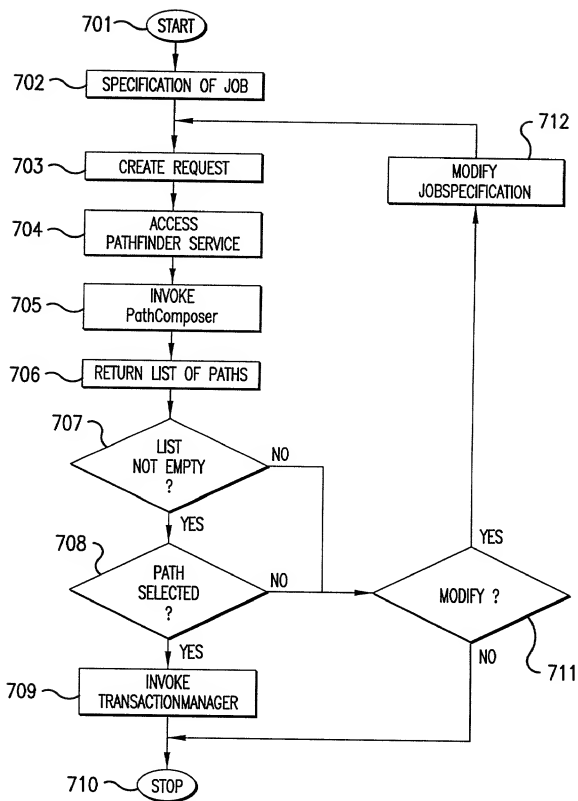 701
START
702
SPECIFICATION OF JOB
712
703
CREATE REQUEST
MODIFY
JOBSPECIFICATION
704
ACCESS
PATHFINDER SERVICE
705
INVOKE
PathComposer
706
RETURN LIST OF PATHS
707
LIST
NOT EMPTY
?
NO
YES
708
PATH
SELECTED
?
NO
YES
MODIFY ?
YES
NO
711
709
INVOKE
TRANSACTIONMANAGER
710
STOP